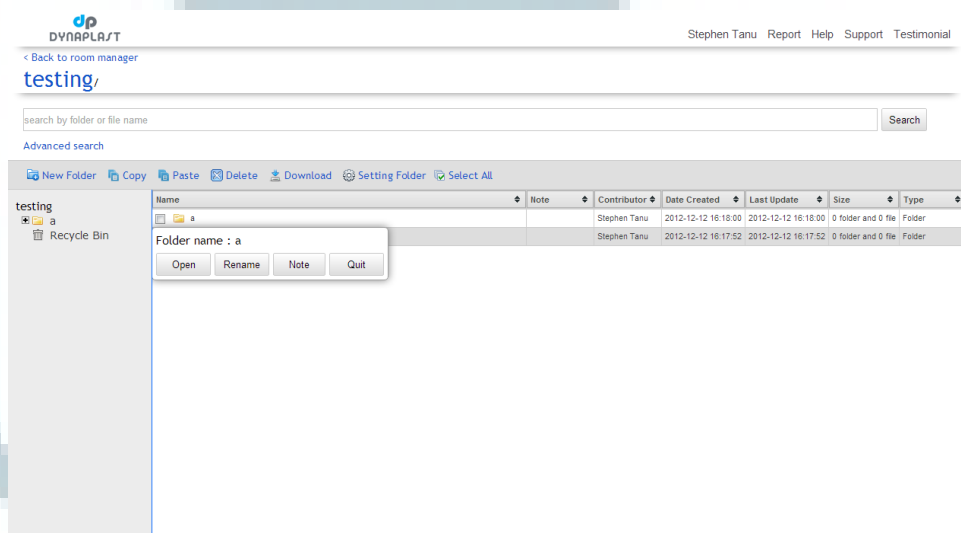 dp
DYNAPLAST
Stephen Tanu Report Help Support Testimonial
< Back to room manager
testing/
search by folder or file name
Search
Advanced search
New Folder Copy Paste Delete Download Setting Folder Select All
testing
a
Recycle Bin
Name Note Contributor Date Created Last Update Size Type
a Stephen Tanu 2012-12-12 16:18:00 2012-12-12 16:18:00 0 folder and 0 file Folder
Stephen Tanu 2012-12-12 16:17:52 2012-12-12 16:17:52 0 folder and 0 file Folder
Folder name : a
Open Rename Note Quit